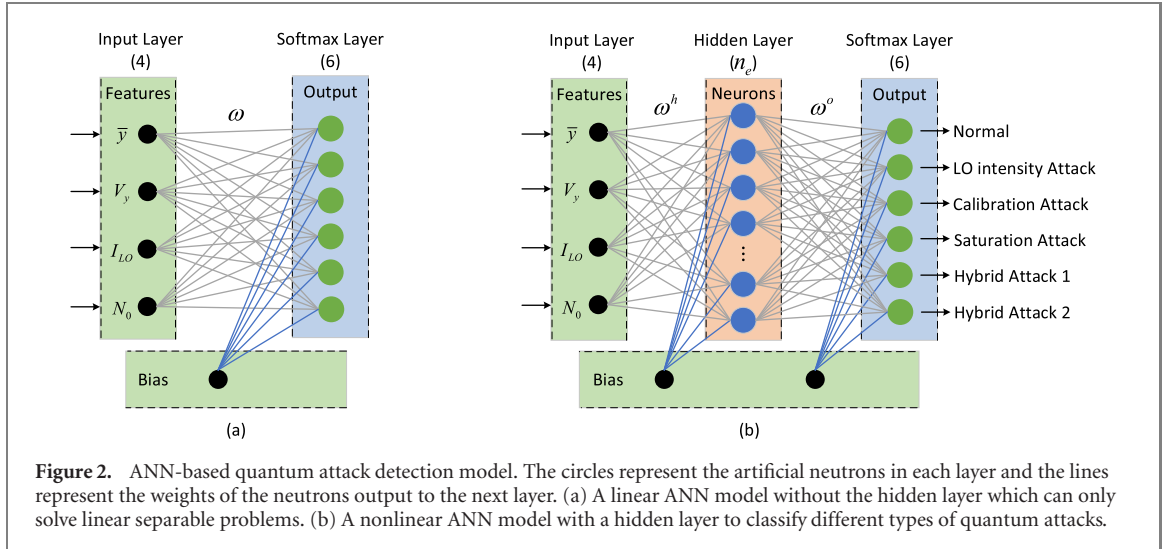 Input Layer
(4)
Softmax Layer
(6)
Features
Output
ω
y̅
V_y
I_LO
N_0
Bias
(a)
Input Layer
(4)
Hidden Layer
(n_e)
Softmax Layer
(6)
Features
Neurons
Output
ω^h
ω^o
y̅
V_y
I_LO
N_0
...
Normal
LO intensity Attack
Calibration Attack
Saturation Attack
Hybrid Attack 1
Hybrid Attack 2
Bias
(b)
Figure 2. ANN-based quantum attack detection model. The circles represent the artificial neutrons in each layer and the lines
represent the weights of the neutrons output to the next layer. (a) A linear ANN model without the hidden layer which can only
solve linear separable problems. (b) A nonlinear ANN model with a hidden layer to classify different types of quantum attacks.